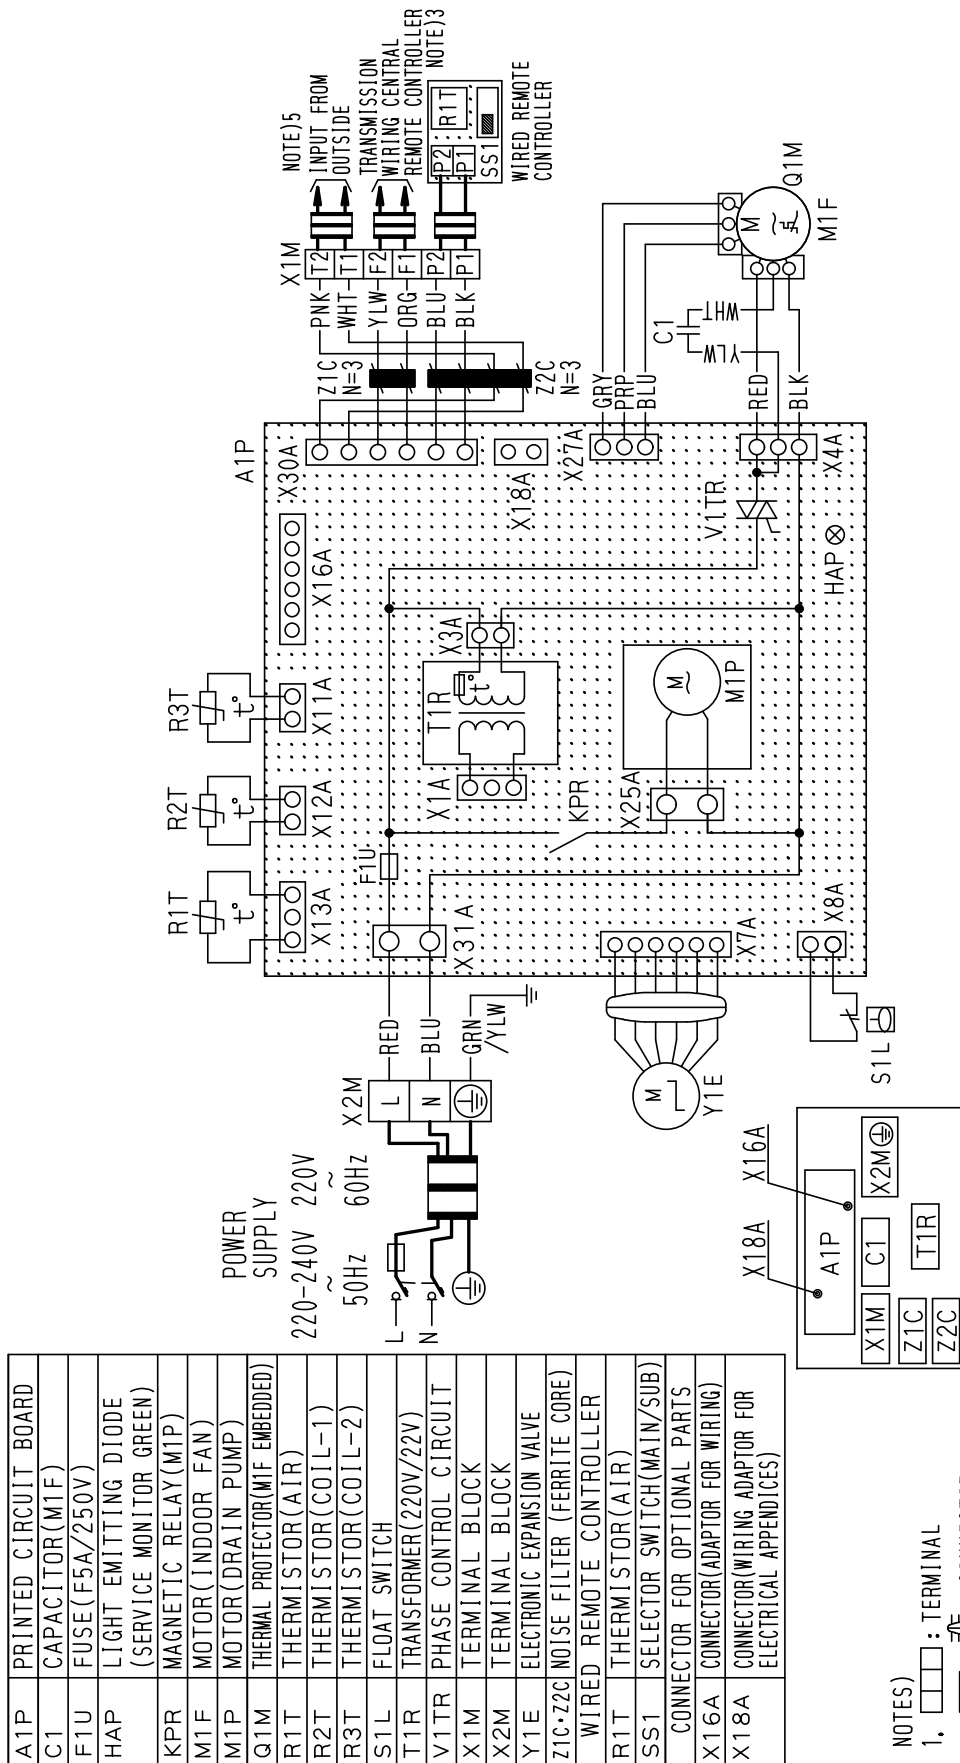 A1P PRINTED CIRCUIT BOARD
C1 CAPACITOR(M1F)
F1U FUSE(F5A/250V)
HAP LIGHT EMITTING DIODE
(SERVICE MONITOR GREEN)
KPR MAGNETIC RELAY(M1P)
M1F MOTOR(INDOOR FAN)
M1P MOTOR(DRAIN PUMP)
Q1M THERMAL PROTECTOR(M1F EMBEDDED)
R1T THERMISTOR(AIR)
R2T THERMISTOR(COIL-1)
R3T THERMISTOR(COIL-2)
S1L FLOAT SWITCH
T1R TRANSFORMER(220V/22V)
V1TR PHASE CONTROL CIRCUIT
X1M TERMINAL BLOCK
X2M TERMINAL BLOCK
Y1E ELECTRONIC EXPANSION VALVE
Z1C·Z2C NOISE FILTER (FERRITE CORE)
WIRED REMOTE CONTROLLER
R1T THERMISTOR(AIR)
SS1 SELECTOR SWITCH(MAIN/SUB)
CONNECTOR FOR OPTIONAL PARTS
X16A CONNECTOR(ADAPTOR FOR WIRING)
X18A CONNECTOR(WIRING ADAPTOR FOR
ELECTRICAL APPENDICES)
NOTES)
1. : TERMINAL
POWER
SUPPLY
220-240V 220V
~ ~
50Hz 60Hz
L
N
X2M
L
N
RED
BLU
GRN
/YLW
X31A
F1U
R1T
t°
X13A
R2T
t°
X12A
R3T
t°
X11A
X16A
A1P
X30A
Z1C
N=3
Z2C
N=3
PNK
WHT
YLW
ORG
BLU
BLK
X1M
T2
T1
F2
F1
P2
P1
NOTE)5
INPUT FROM
OUTSIDE
TRANSMISSION
WIRING CENTRAL
REMOTE CONTROLLER
NOTE)3
P2
P1
R1T
SS1
WIRED REMOTE
CONTROLLER
X18A
X27A
GRY
PRP
BLU
C1
YLW
WHT
RED
BLK
M
Q1M
M1F
X4A
V1TR
HAP
X3A
T1R
t°
X1A
KPR
X25A
M
~
M1P
X7A
M
Y1E
X8A
S1L
X18A
X16A
A1P
X1M
C1
X2M
Z1C
Z2C
T1R